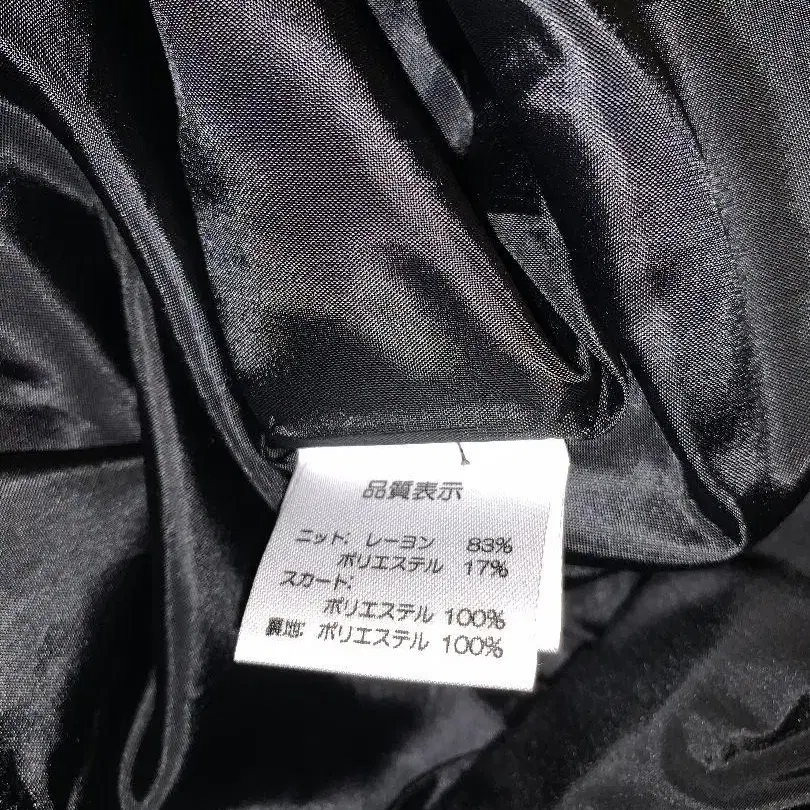 品質表示
ニット: レーヨン 83%
ポリエステル 17%
スカート:
ポリエステル 100%
裏地: ポリエステル 100%